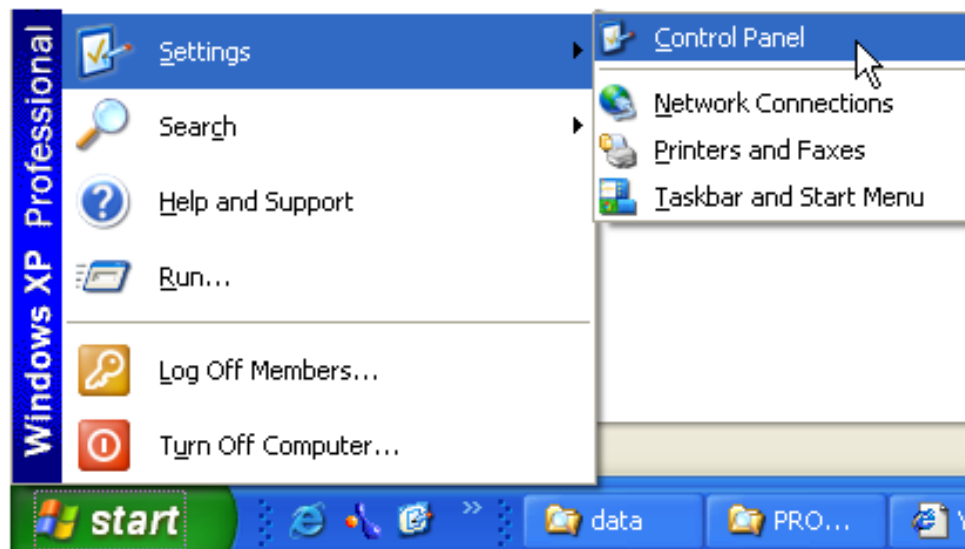 Windows XP Professional
Settings
Search
Help and Support
Run...
Log Off Members...
Turn Off Computer...
Control Panel
Network Connections
Printers and Faxes
Taskbar and Start Menu
start
data
PRO...